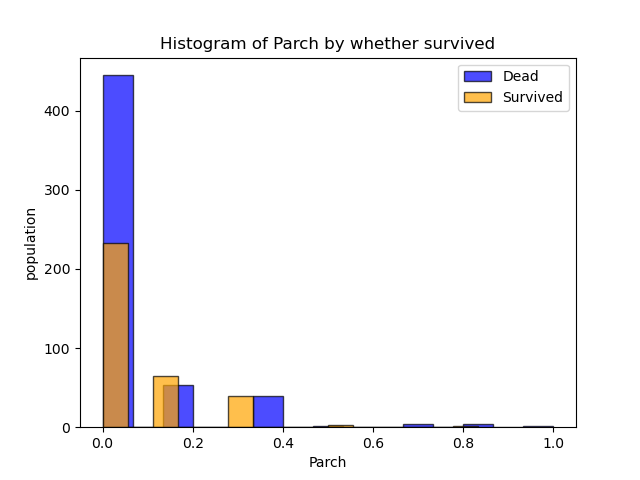 Histogram of Parch by whether survived
Dead
Survived
400
300
200
100
0
population
0.0 0.2 0.4 0.6 0.8 1.0
Parch